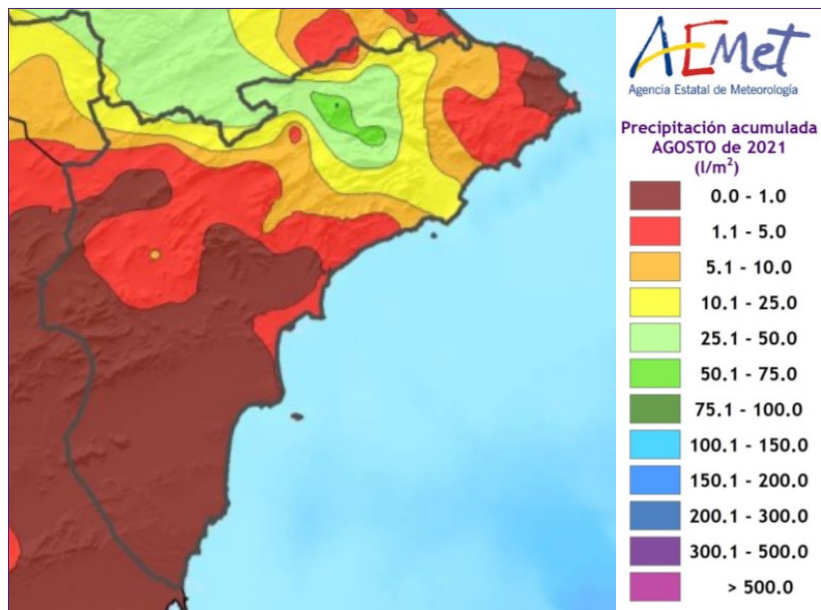 AEMet
Agencia Estatal de Meteorología
Precipitación acumulada
AGOSTO de 2021
(l/m²)
0.0 - 1.0
1.1 - 5.0
5.1 - 10.0
10.1 - 25.0
25.1 - 50.0
50.1 - 75.0
75.1 - 100.0
100.1 - 150.0
150.1 - 200.0
200.1 - 300.0
300.1 - 500.0
> 500.0